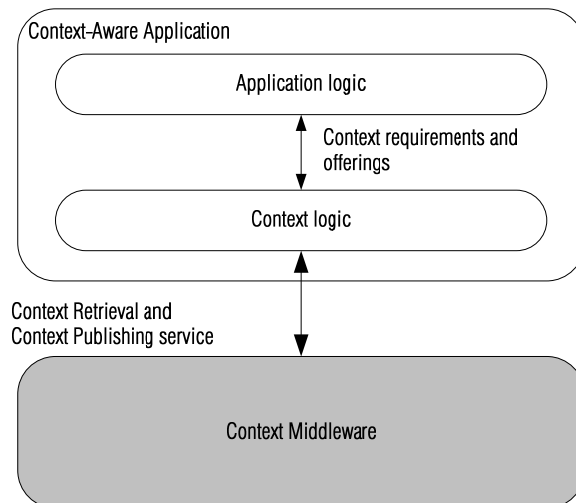 Context-Aware Application
Application logic
Context requirements and
offerings
Context logic
Context Retrieval and
Context Publishing service
Context Middleware